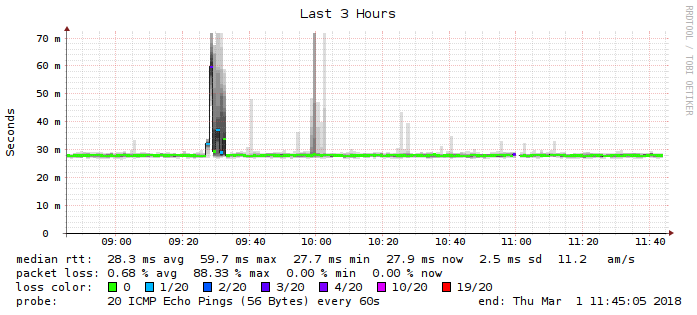 Last 3 Hours
RRDTOOL / TOBI OETIKER
Seconds
70 m
60 m
50 m
40 m
30 m
20 m
10 m
0
09:00 09:20 09:40 10:00 10:20 10:40 11:00 11:20 11:40
median rtt: 28.3 ms avg 59.7 ms max 27.7 ms min 27.9 ms now 2.5 ms sd 11.2 am/s
packet loss: 0.68 % avg 88.33 % max 0.00 % min 0.00 % now
loss color: 0 1/20 2/20 3/20 4/20 10/20 19/20
probe: 20 ICMP Echo Pings (56 Bytes) every 60s end: Thu Mar 1 11:45:05 2018